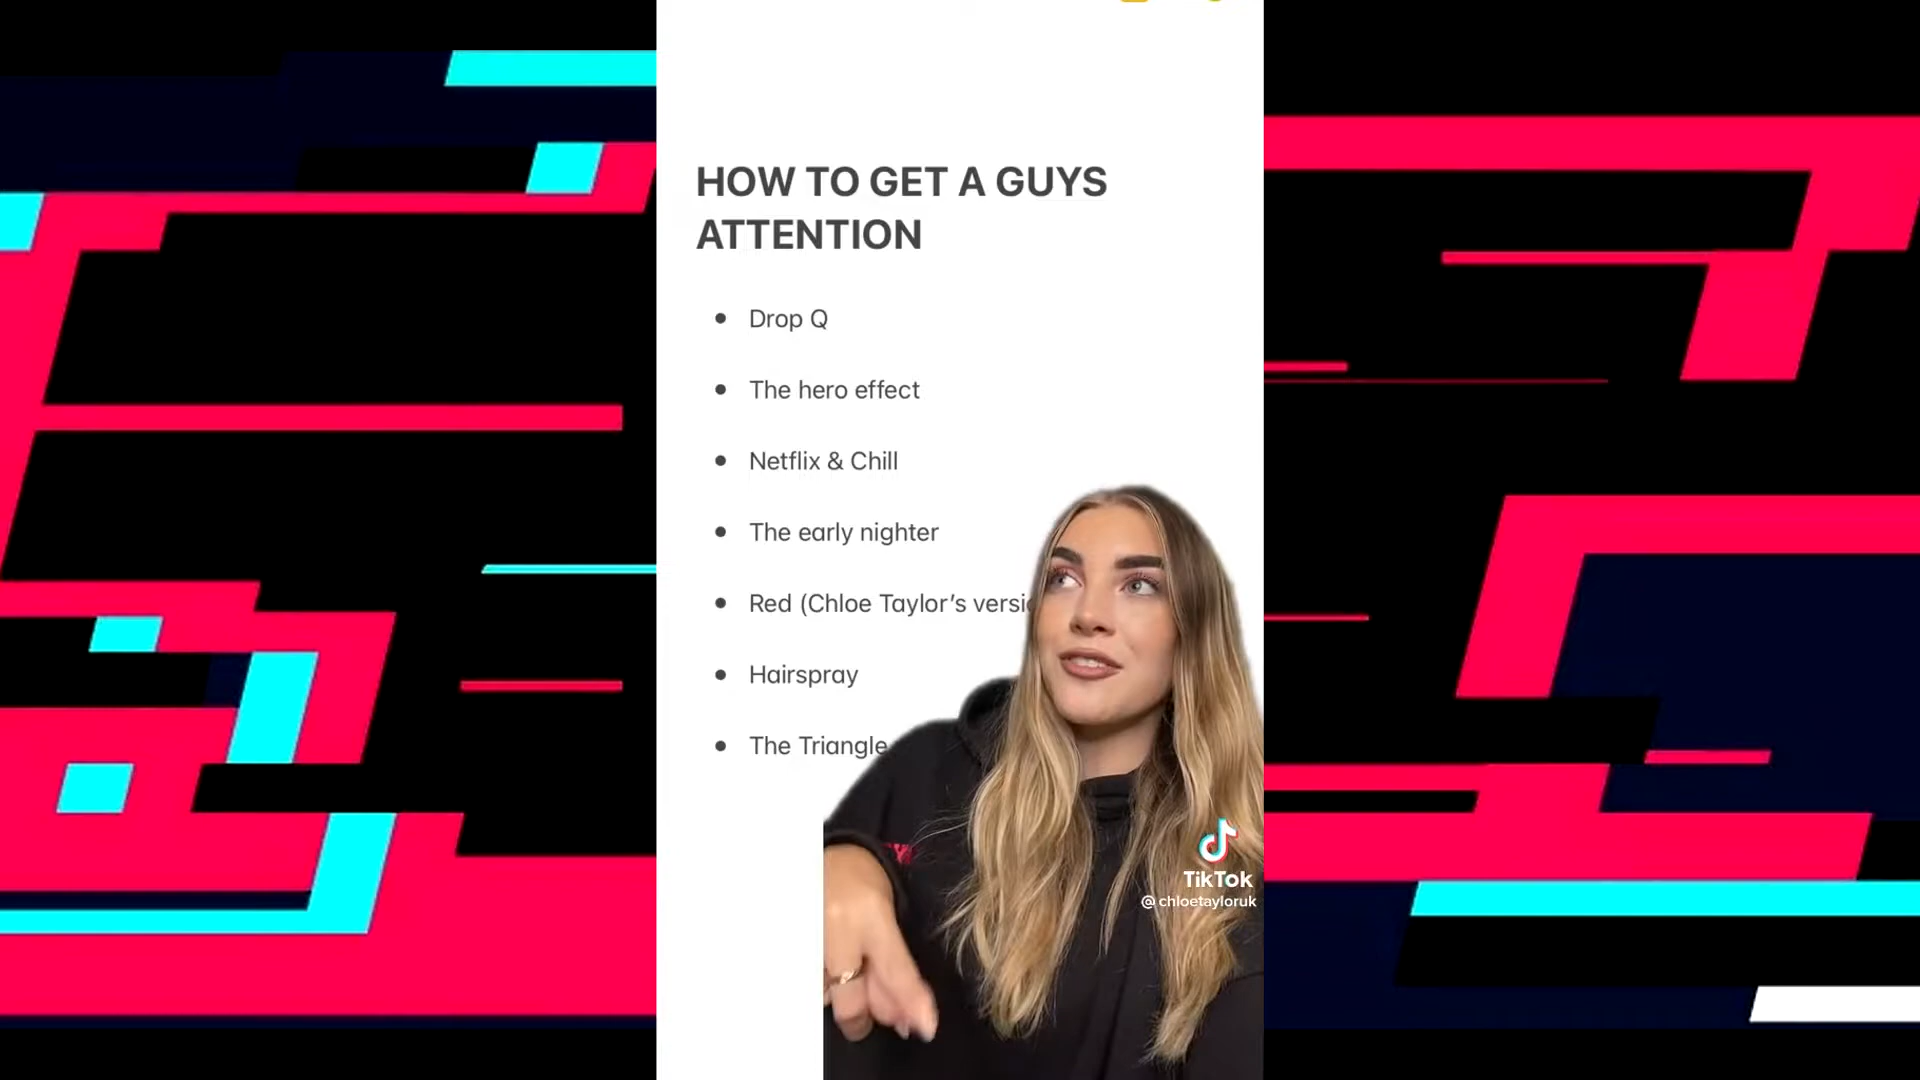 HOW TO GET A GUYS
ATTENTION
Drop Q
The hero effect
Netflix & Chill
The early nighter
Red (Chloe Taylor’s
Hairspray
The Triangle
TikTok
@chloetayloruk